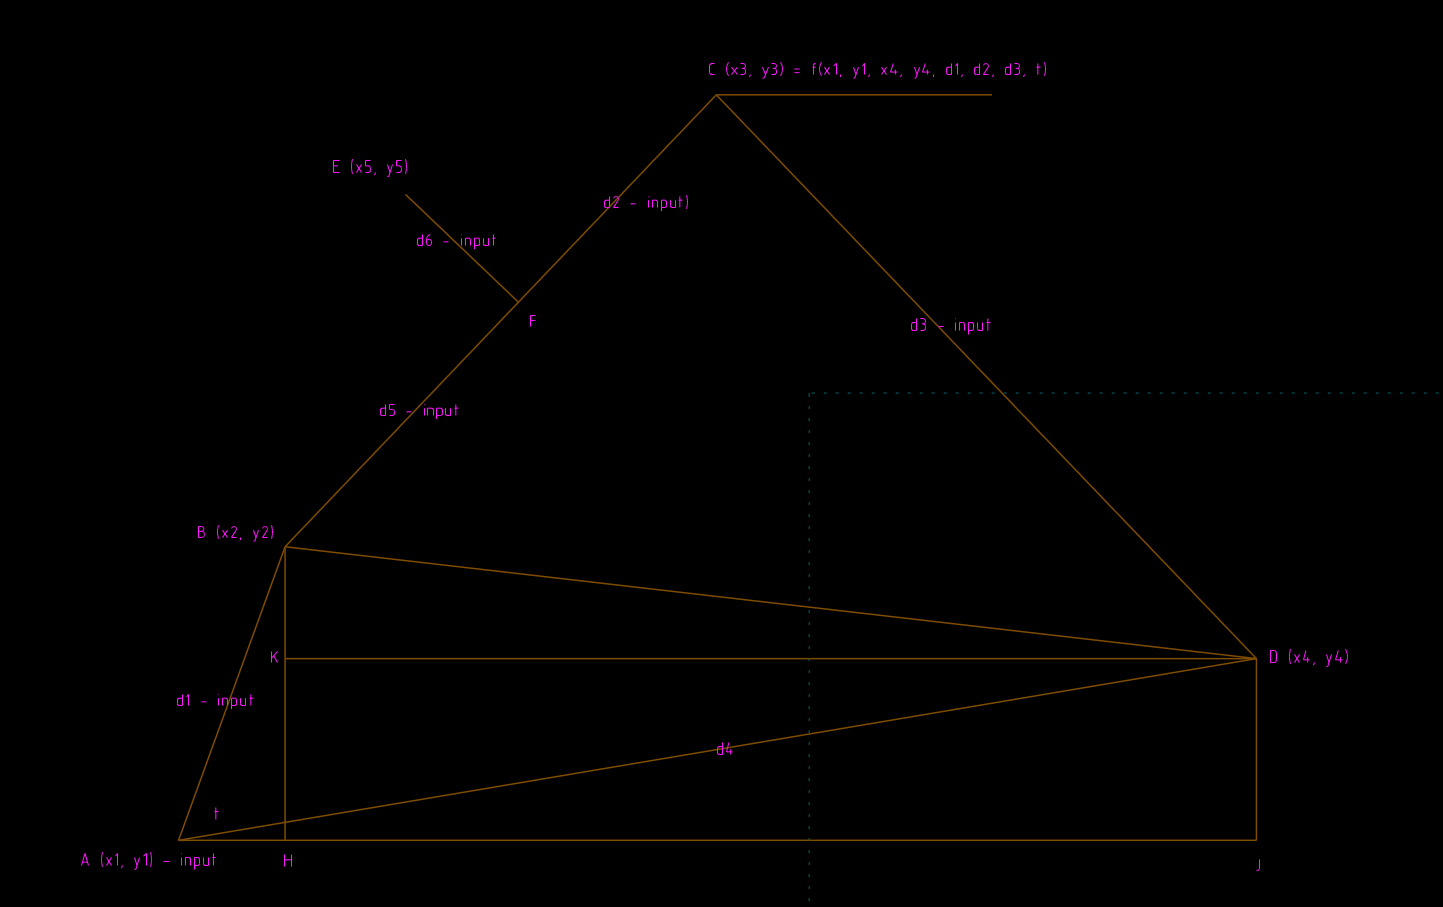 C (x3, y3) = f(x1, y1, x4, y4, d1, d2, d3, t)
E (x5, y5)
d2 - input)
d6 - input
F
d3 - input
d5 - input
B (x2, y2)
K
D (x4, y4)
d1 - input
d4
t
A (x1, y1) - input
H
J